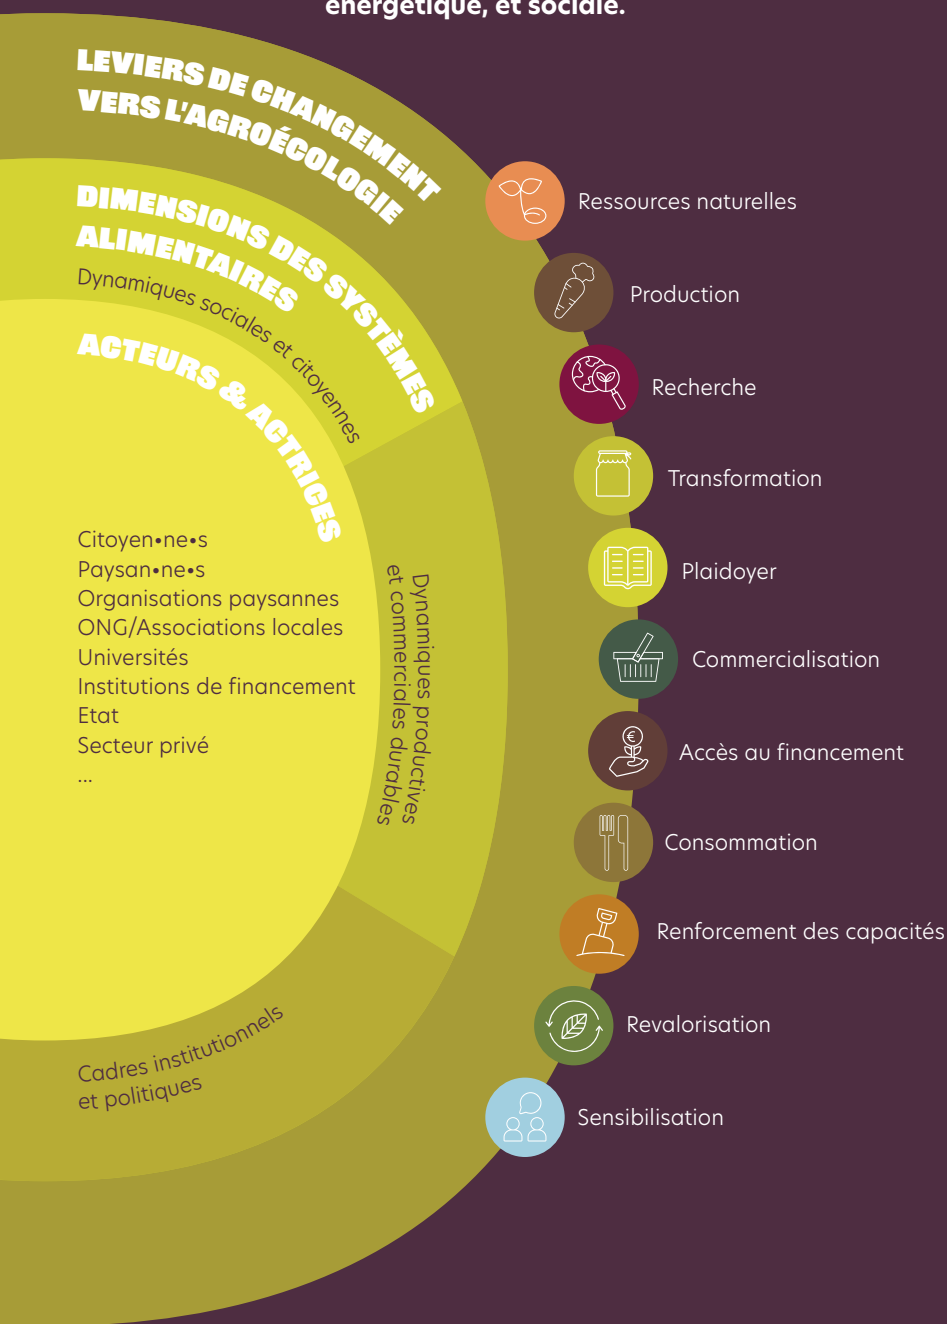 énergétique, et sociale.
LEVIERS DE CHANGEMENT
VERS L'AGROÉCOLOGIE
DIMENSIONS DES SYSTÈMES
ALIMENTAIRES
Dynamiques sociales et citoyennes
ACTEURS & ACTRICES
Citoyen•ne•s
Paysan•ne•s
Organisations paysannes
ONG/Associations locales
Universités
Institutions de financement
Etat
Secteur privé
...
Dynamiques productives
et commerciales durables
Cadres institutionnels
et politiques
Ressources naturelles
Production
Recherche
Transformation
Plaidoyer
Commercialisation
€
Accès au financement
Consommation
Renforcement des capacités
Revalorisation
Sensibilisation